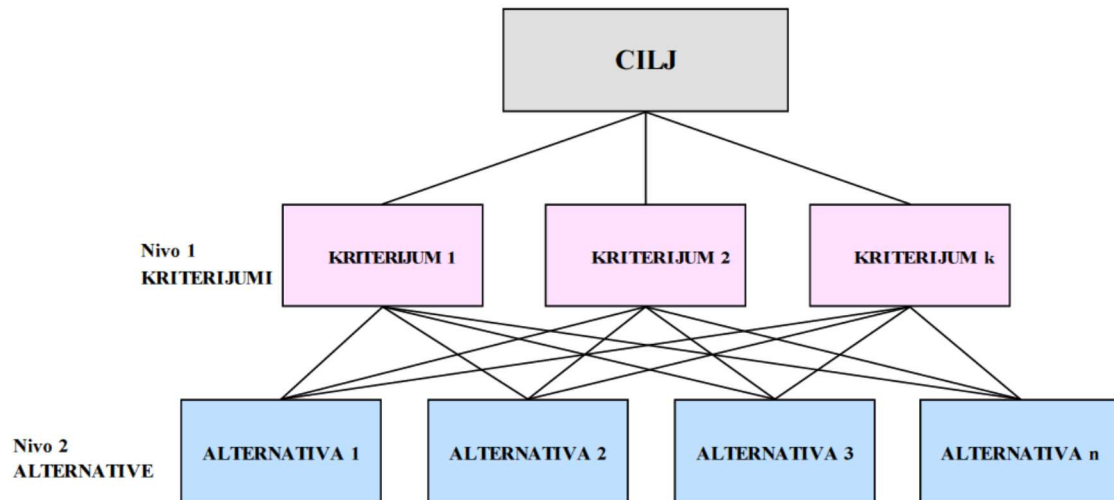 CILJ
Nivo 1
KRITERIJUMI
KRITERIJUM 1
KRITERIJUM 2
KRITERIJUM k
Nivo 2
ALTERNATIVE
ALTERNATIVA 1
ALTERNATIVA 2
ALTERNATIVA 3
ALTERNATIVA n